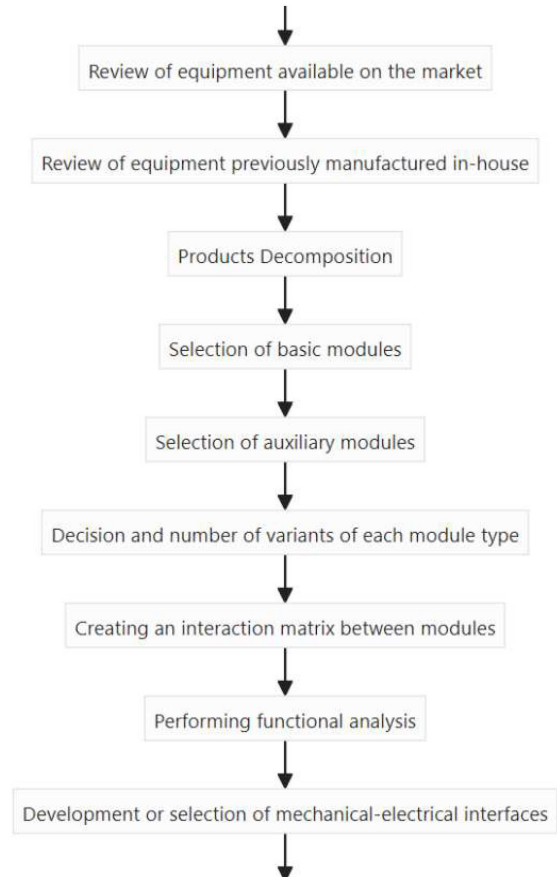 Review of equipment available on the market
Review of equipment previously manufactured in-house
Products Decomposition
Selection of basic modules
Selection of auxiliary modules
Decision and number of variants of each module type
Creating an interaction matrix between modules
Performing functional analysis
Development or selection of mechanical-electrical interfaces